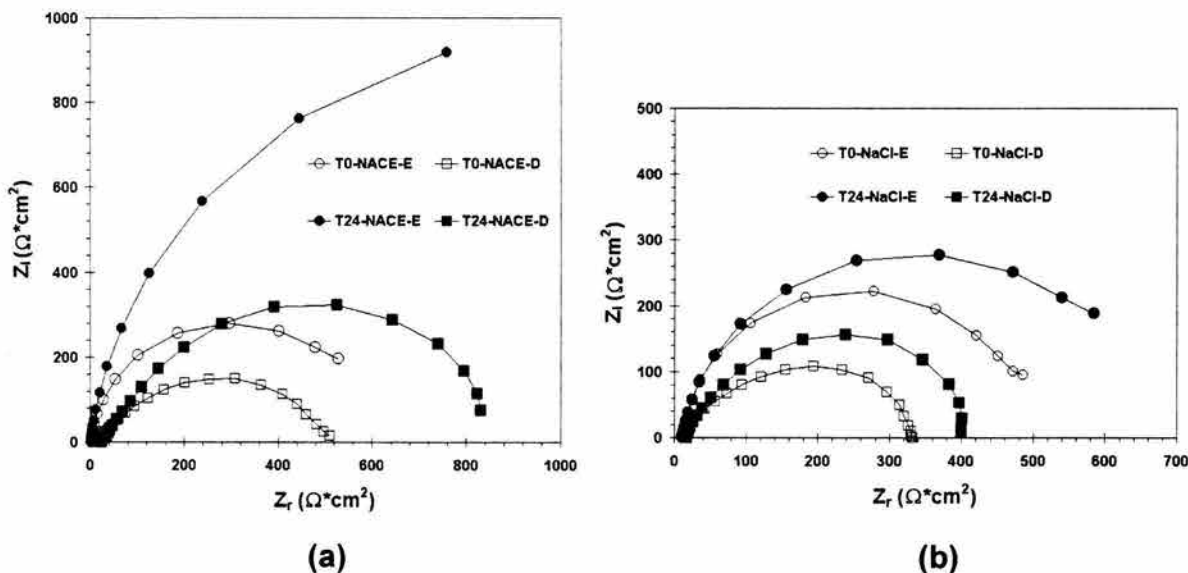 1000
800
600
400
200
0
Zᵢ (Ω*cm²)
T0-NACE-E T0-NACE-D
T24-NACE-E T24-NACE-D
0 200 400 600 800 1000
Zᵣ (Ω*cm²)
(a)
500
400
300
200
100
0
Zᵢ (Ω*cm²)
T0-NaCl-E T0-NaCl-D
T24-NaCl-E T24-NaCl-D
0 100 200 300 400 500 600 700
Zᵣ (Ω*cm²)
(b)